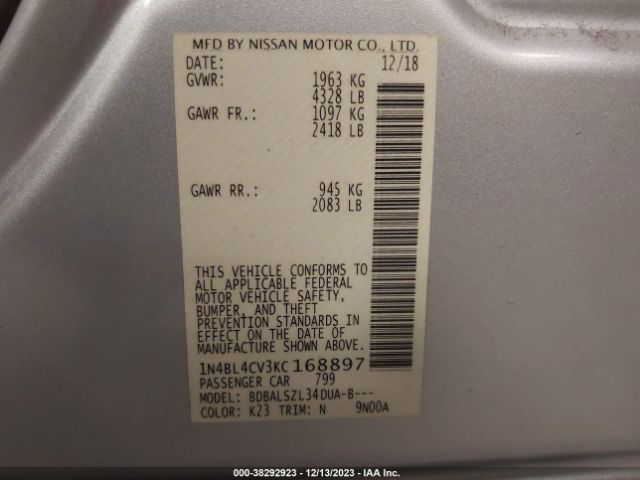 MFD BY NISSAN MOTOR CO., LTD.
DATE: 12/18
GVWR: 1963 KG
4328 LB
GAWR FR.: 1097 KG
2418 LB
GAWR RR.: 945 KG
2083 LB
THIS VEHICLE CONFORMS TO
ALL APPLICABLE FEDERAL
MOTOR VEHICLE SAFETY,
BUMPER, AND THEFT
PREVENTION STANDARDS IN
EFFECT ON THE DATE OF
MANUFACTURE SHOWN ABOVE.
1N4BL4CV3KC168897
PASSENGER CAR 799
MODEL: BDBALSZL34DUA-B---
COLOR: K23 TRIM: N 9N00A
000-38292923 - 12/13/2023 - IAA Inc.